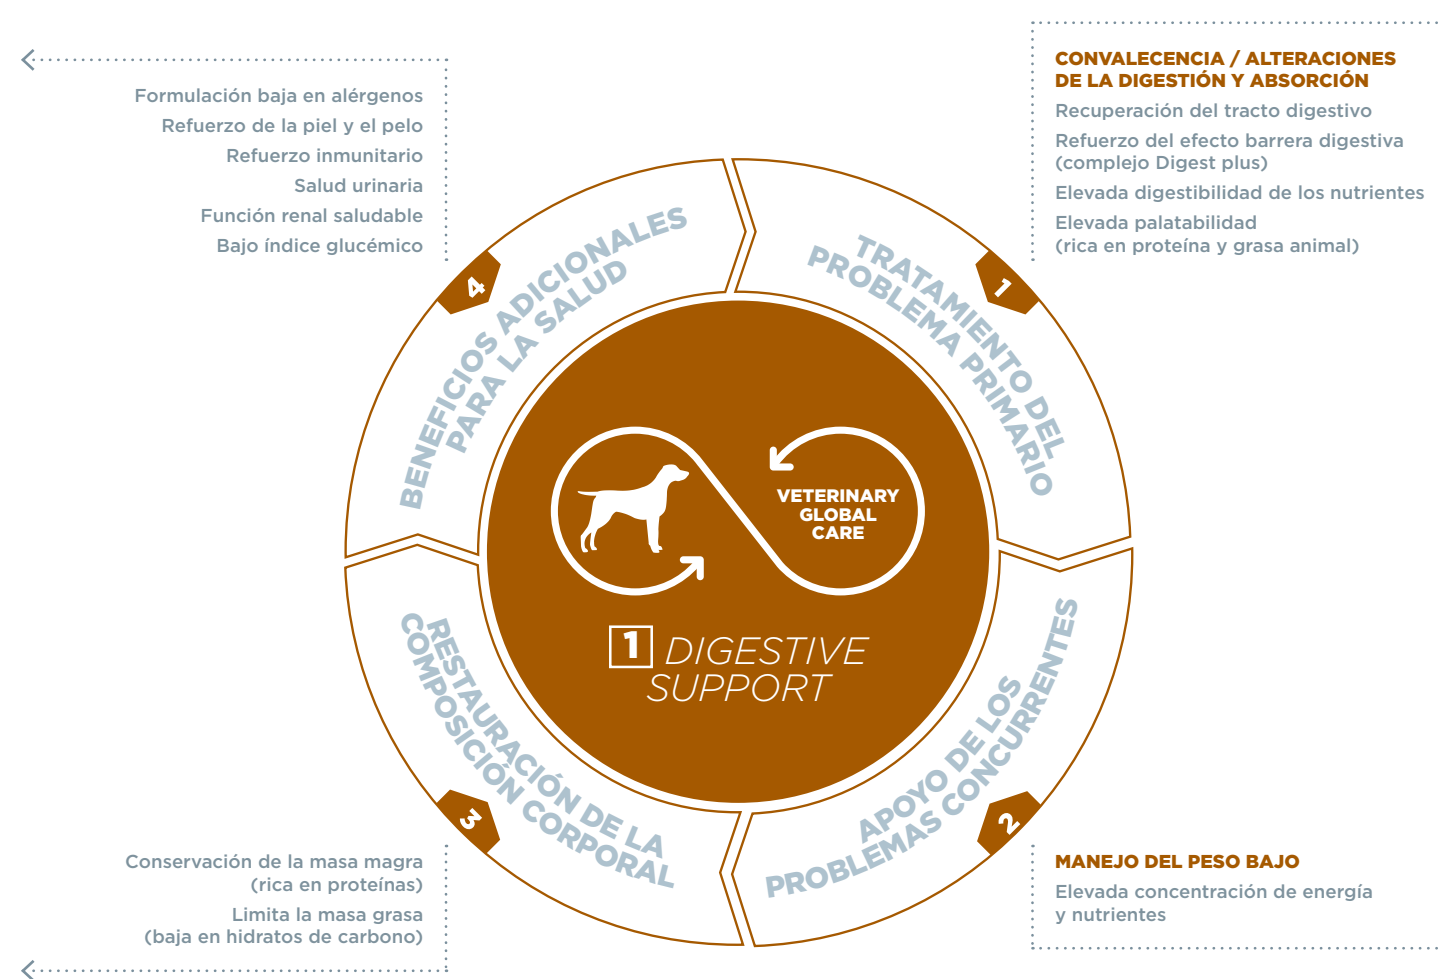 CONVALECENCIA / ALTERACIONES
DE LA DIGESTIÓN Y ABSORCIÓN
Recuperación del tracto digestivo
Refuerzo del efecto barrera digestiva
(complejo Digest plus)
Elevada digestibilidad de los nutrientes
Elevada palatabilidad
(rica en proteína y grasa animal)
Formulación baja en alérgenos
Refuerzo de la piel y el pelo
Refuerzo inmunitario
Salud urinaria
Función renal saludable
Bajo índice glucémico
4
BENEFICIOS ADICIONALES
PARA LA SALUD
1
TRATAMIENTO DEL
PROBLEMA PRIMARIO
VETERINARY
GLOBAL
CARE
1 DIGESTIVE
SUPPORT
3
RESTAURACIÓN DE LA
COMPOSICIÓN CORPORAL
2
APOYO DE LOS
PROBLEMAS CONCURRENTES
Conservación de la masa magra
(rica en proteínas)
Limita la masa grasa
(baja en hidratos de carbono)
MANEJO DEL PESO BAJO
Elevada concentración de energía
y nutrientes